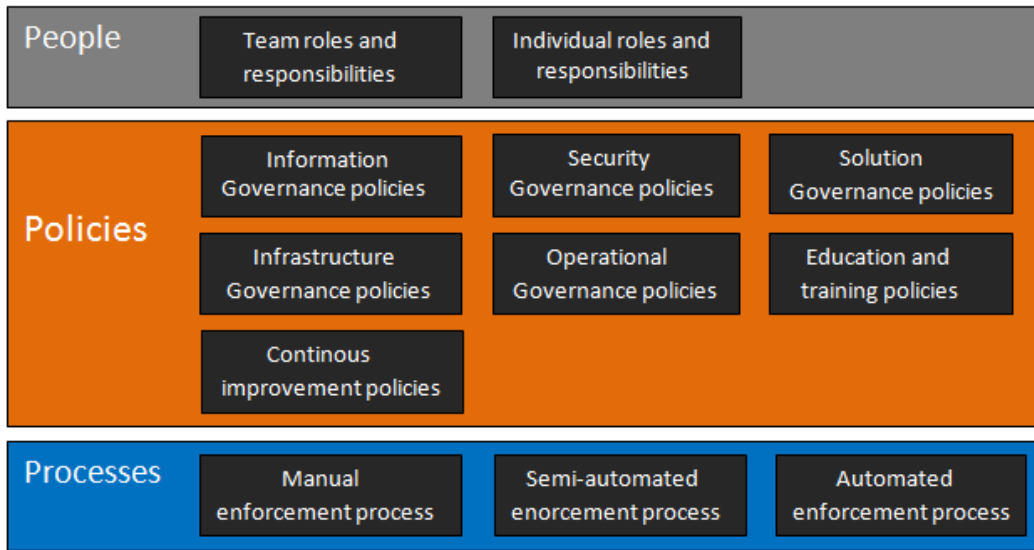 People
Team roles and
responsibilities
Individual roles and
responsibilities
Policies
Information
Governance policies
Security
Governance policies
Solution
Governance policies
Infrastructure
Governance policies
Operational
Governance policies
Education and
training policies
Continous
improvement policies
Processes
Manual
enforcement process
Semi-automated
enorcement process
Automated
enforcement process